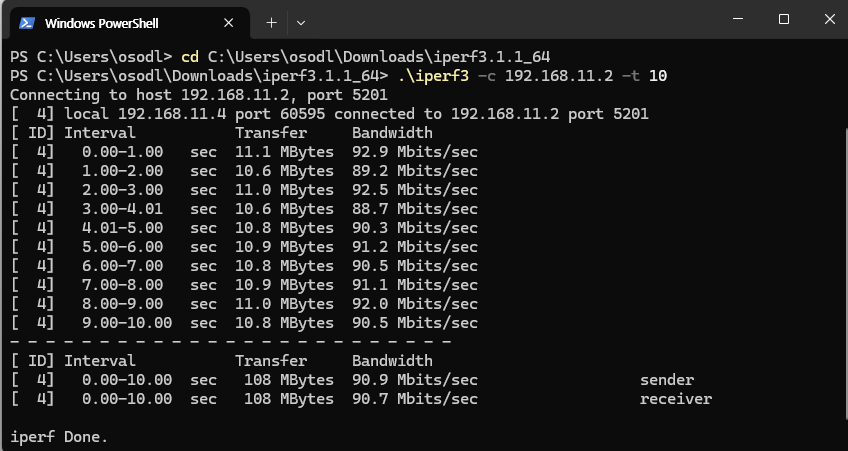 Windows PowerShell
PS C:\Users\osodl> cd C:\Users\osodl\Downloads\iperf3.1.1_64
PS C:\Users\osodl\Downloads\iperf3.1.1_64> .\iperf3 -c 192.168.11.2 -t 10
Connecting to host 192.168.11.2, port 5201
[  4] local 192.168.11.4 port 60595 connected to 192.168.11.2 port 5201
[ ID] Interval           Transfer     Bandwidth
[  4]   0.00-1.00   sec  11.1 MBytes  92.9 Mbits/sec
[  4]   1.00-2.00   sec  10.6 MBytes  89.2 Mbits/sec
[  4]   2.00-3.00   sec  11.0 MBytes  92.5 Mbits/sec
[  4]   3.00-4.01   sec  10.6 MBytes  88.7 Mbits/sec
[  4]   4.01-5.00   sec  10.8 MBytes  90.3 Mbits/sec
[  4]   5.00-6.00   sec  10.9 MBytes  91.2 Mbits/sec
[  4]   6.00-7.00   sec  10.8 MBytes  90.5 Mbits/sec
[  4]   7.00-8.00   sec  10.9 MBytes  91.1 Mbits/sec
[  4]   8.00-9.00   sec  11.0 MBytes  92.0 Mbits/sec
[  4]   9.00-10.00  sec  10.8 MBytes  90.5 Mbits/sec
- - - - - - - - - - - - - - - - - - - - - - - - -
[ ID] Interval           Transfer     Bandwidth
[  4]   0.00-10.00  sec   108 MBytes  90.9 Mbits/sec                  sender
[  4]   0.00-10.00  sec   108 MBytes  90.7 Mbits/sec                  receiver
iperf Done.